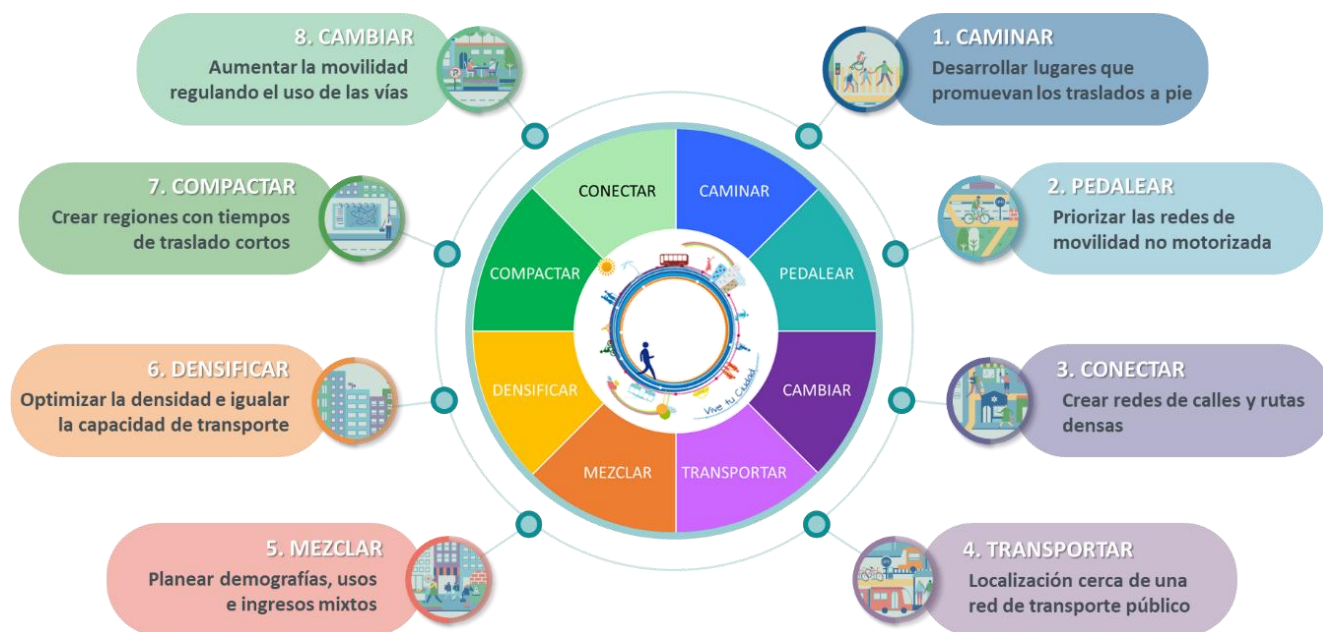 8. CAMBIAR
Aumentar la movilidad
regulando el uso de las vías
1. CAMINAR
Desarrollar lugares que
promuevan los traslados a pie
7. COMPACTAR
Crear regiones con tiempos
de traslado cortos
2. PEDALEAR
Priorizar las redes de
movilidad no motorizada
6. DENSIFICAR
Optimizar la densidad e igualar
la capacidad de transporte
3. CONECTAR
Crear redes de calles y rutas
densas
5. MEZCLAR
Planear demografías, usos
e ingresos mixtos
4. TRANSPORTAR
Localización cerca de una
red de transporte público
CONECTAR
CAMINAR
COMPACTAR
PEDALEAR
DENSIFICAR
CAMBIAR
MEZCLAR
TRANSPORTAR
Vive tu Ciudad